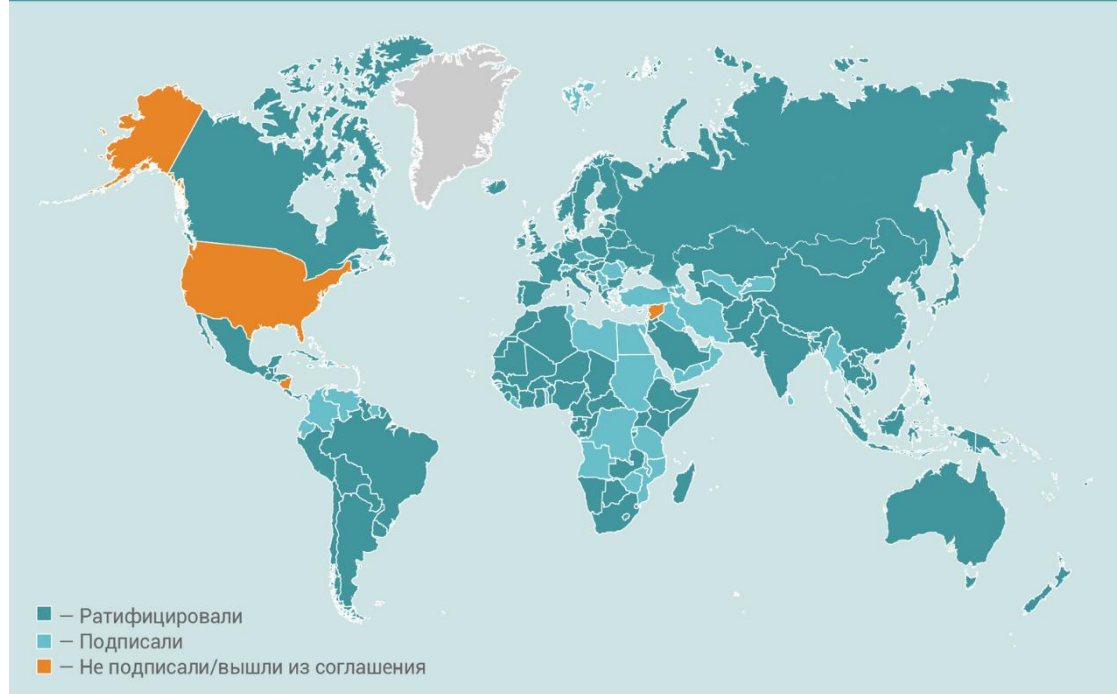 — Ратифицировали
— Подписали
— Не подписали/вышли из соглашения